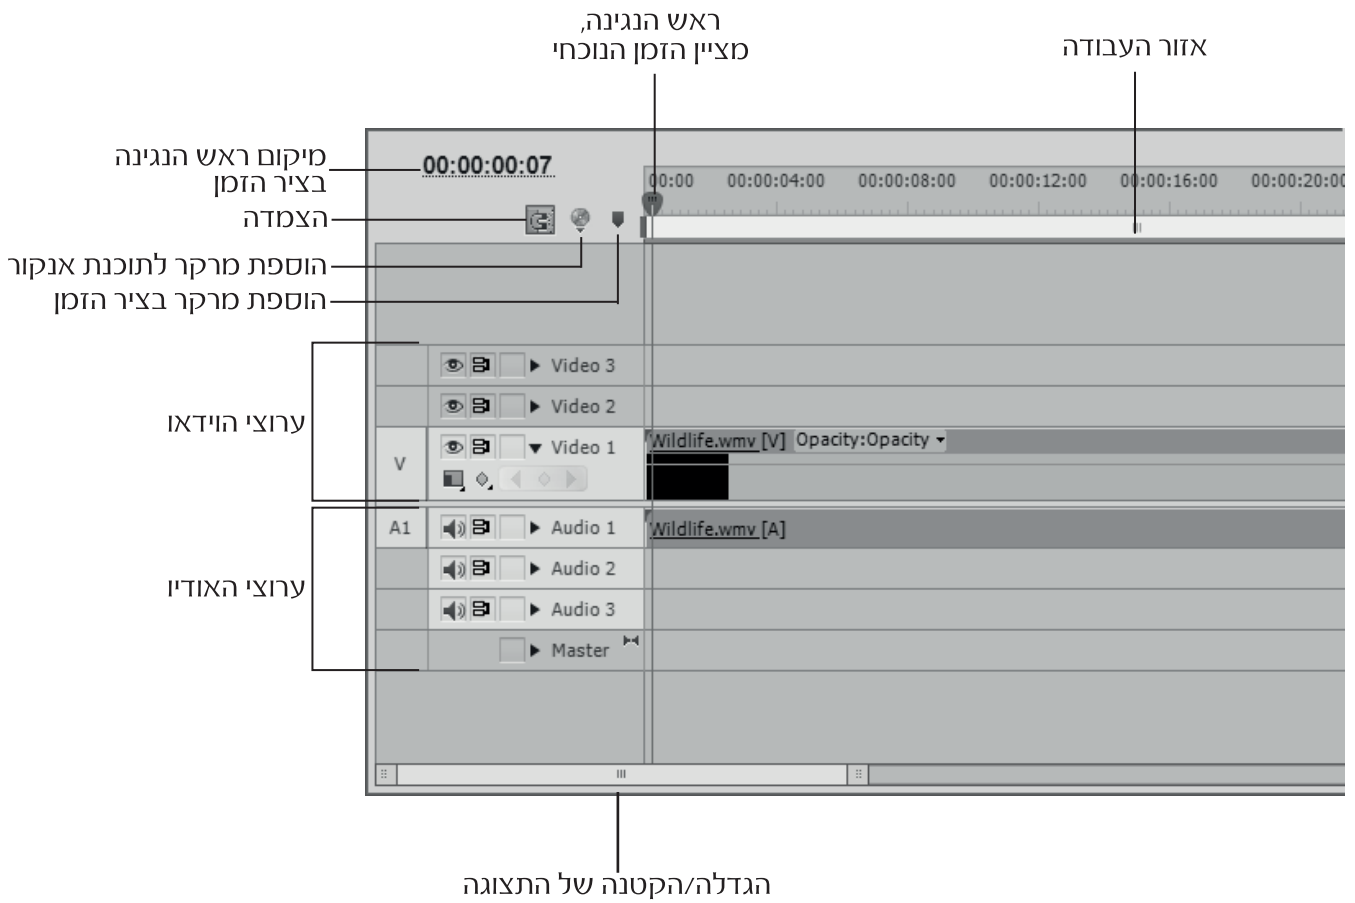 ראש הנגינה,
מציין הזמן הנוכחי
אזור העבודה
מיקום ראש הנגינה
בציר הזמן
00:00:00:07
00:00 00:00:04:00 00:00:08:00 00:00:12:00 00:00:16:00 00:00:20:00
הצמדה
הוספת מרקר לתוכנת אנקור
הוספת מרקר בציר הזמן
Video 3
Video 2
ערוצי הוידאו
V
Video 1
Wildlife.wmv [V] Opacity:Opacity
A1
Audio 1
Wildlife.wmv [A]
Audio 2
ערוצי האודיו
Audio 3
Master
הגדלה/הקטנה של התצוגה